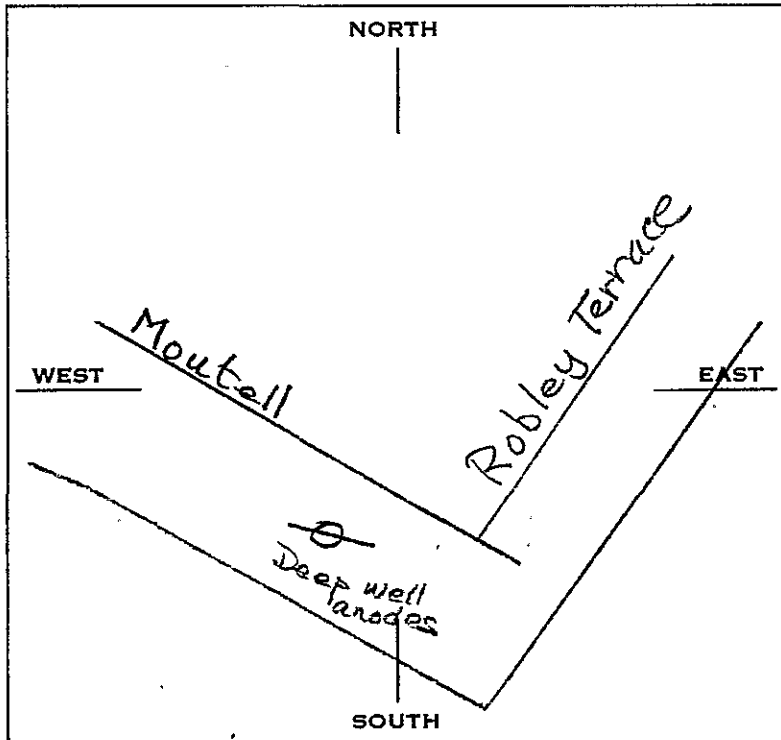 NORTH
Robley Terrace
Moutell
WEST
EAST
Deep well
anodes
SOUTH